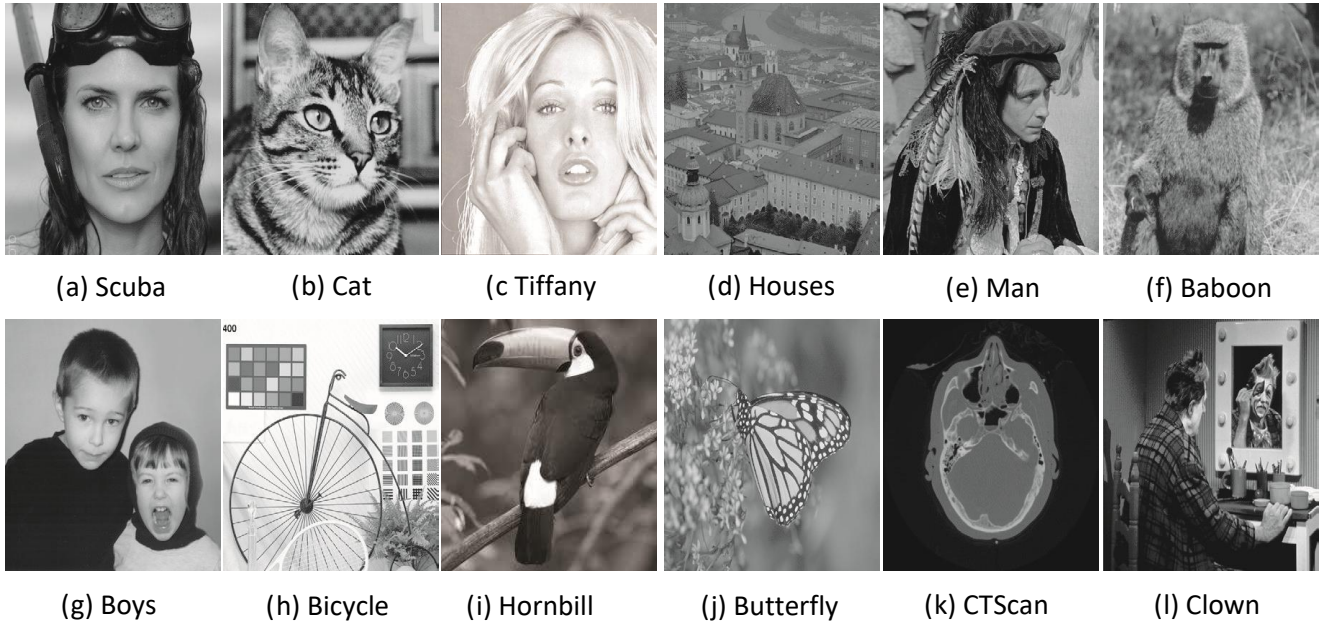 (a) Scuba
(b) Cat
(c Tiffany
(d) Houses
(e) Man
(f) Baboon
400
(g) Boys
(h) Bicycle
(i) Hornbill
(j) Butterfly
(k) CTScan
(l) Clown